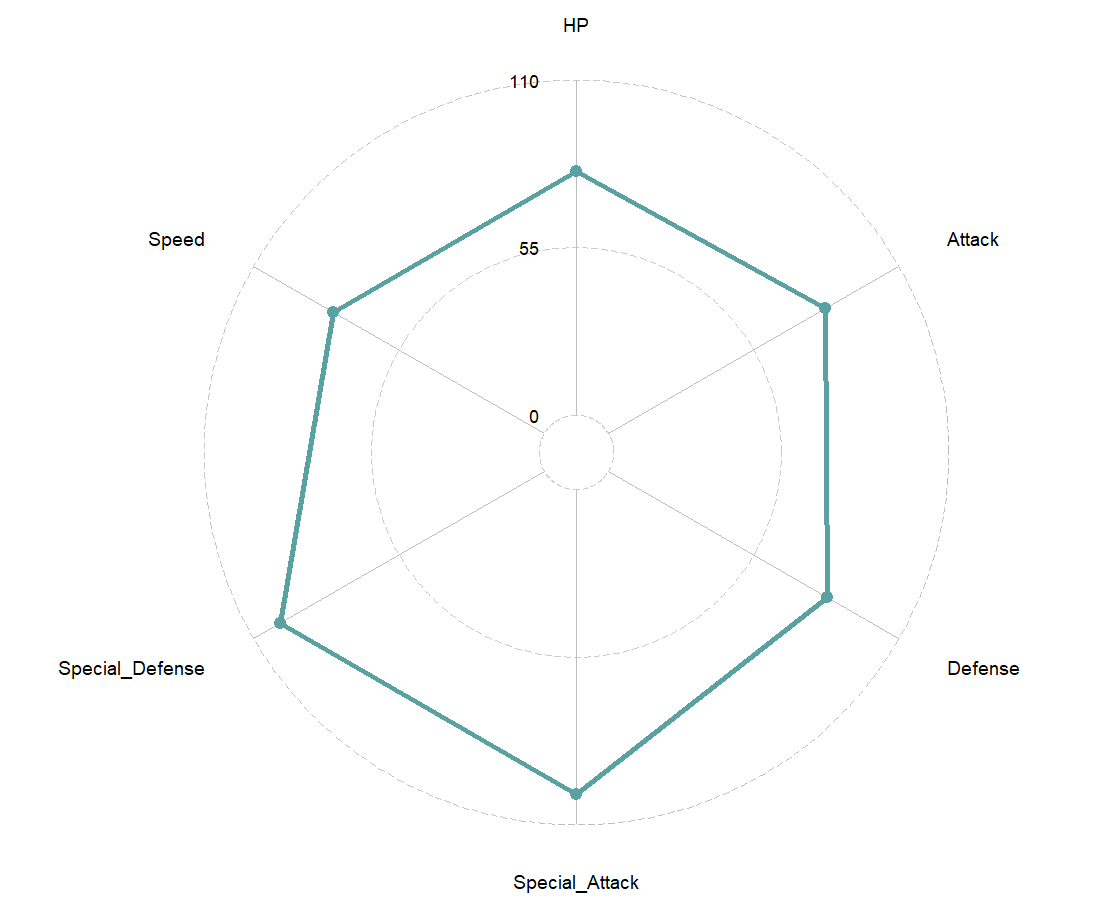 HP
110
Speed
55
Attack
0
Special_Defense
Defense
Special_Attack